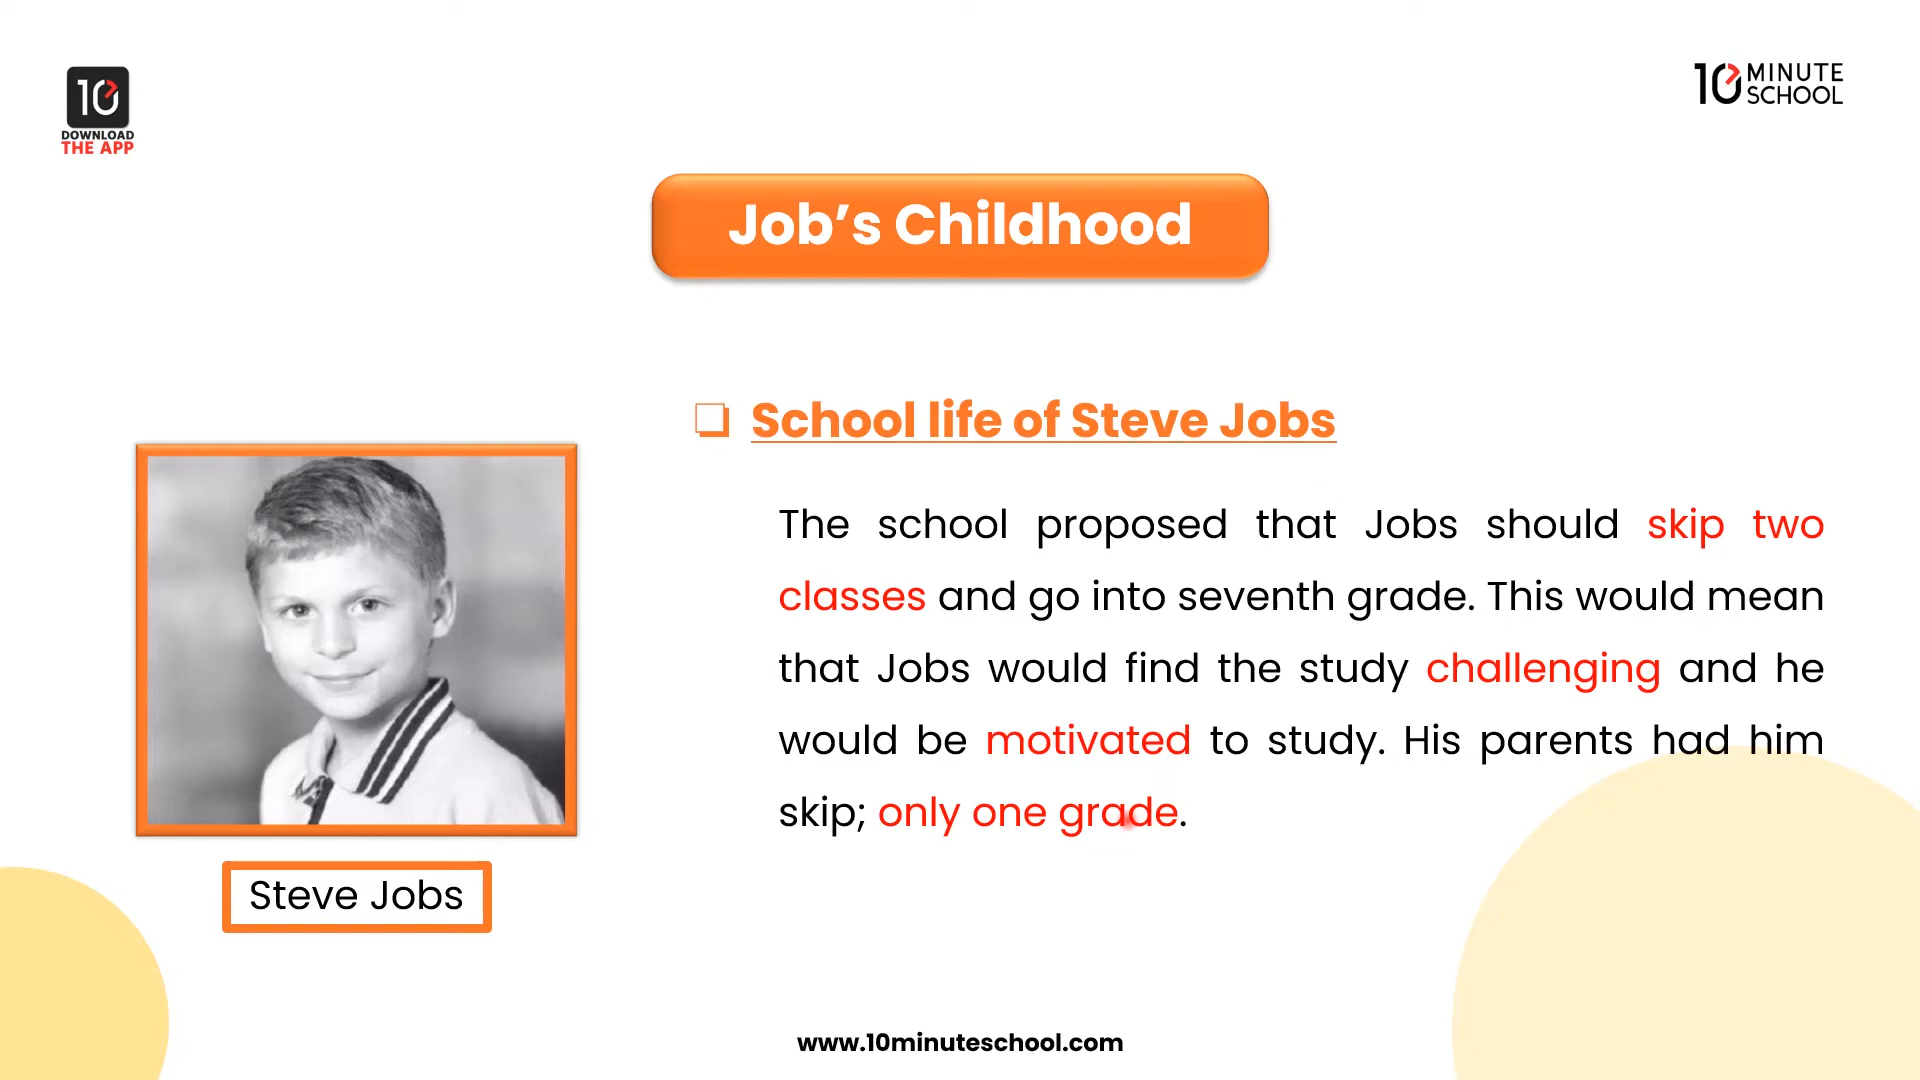 10
DOWNLOAD
THE APP
10 MINUTE
SCHOOL
Job’s Childhood
❏ School life of Steve Jobs
The school proposed that Jobs should skip two
classes and go into seventh grade. This would mean
that Jobs would find the study challenging and he
would be motivated to study. His parents had him
skip; only one grade.
Steve Jobs
www.10minuteschool.com